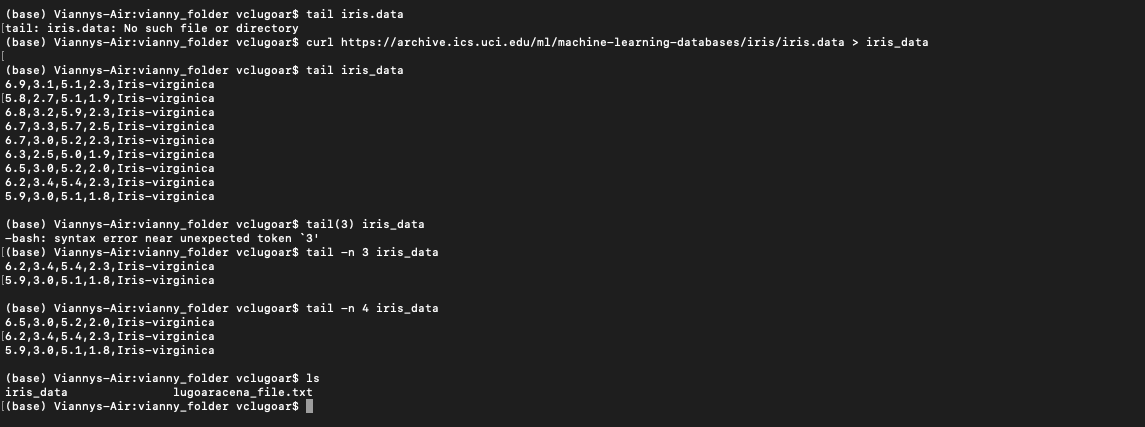 (base) Viannys-Air:vianny_folder vclugoar$ tail iris.data
[tail: iris.data: No such file or directory
(base) Viannys-Air:vianny_folder vclugoar$ curl https://archive.ics.uci.edu/ml/machine-learning-databases/iris/iris.data > iris_data
[
(base) Viannys-Air:vianny_folder vclugoar$ tail iris_data
6.9,3.1,5.1,2.3,Iris-virginica
[5.8,2.7,5.1,1.9,Iris-virginica
6.8,3.2,5.9,2.3,Iris-virginica
6.7,3.3,5.7,2.5,Iris-virginica
6.7,3.0,5.2,2.3,Iris-virginica
6.3,2.5,5.0,1.9,Iris-virginica
6.5,3.0,5.2,2.0,Iris-virginica
6.2,3.4,5.4,2.3,Iris-virginica
5.9,3.0,5.1,1.8,Iris-virginica
(base) Viannys-Air:vianny_folder vclugoar$ tail(3) iris_data
-bash: syntax error near unexpected token `3'
[(base) Viannys-Air:vianny_folder vclugoar$ tail -n 3 iris_data
6.2,3.4,5.4,2.3,Iris-virginica
[5.9,3.0,5.1,1.8,Iris-virginica
(base) Viannys-Air:vianny_folder vclugoar$ tail -n 4 iris_data
6.5,3.0,5.2,2.0,Iris-virginica
[6.2,3.4,5.4,2.3,Iris-virginica
5.9,3.0,5.1,1.8,Iris-virginica
(base) Viannys-Air:vianny_folder vclugoar$ ls
iris_data lugoaracena_file.txt
[(base) Viannys-Air:vianny_folder vclugoar$